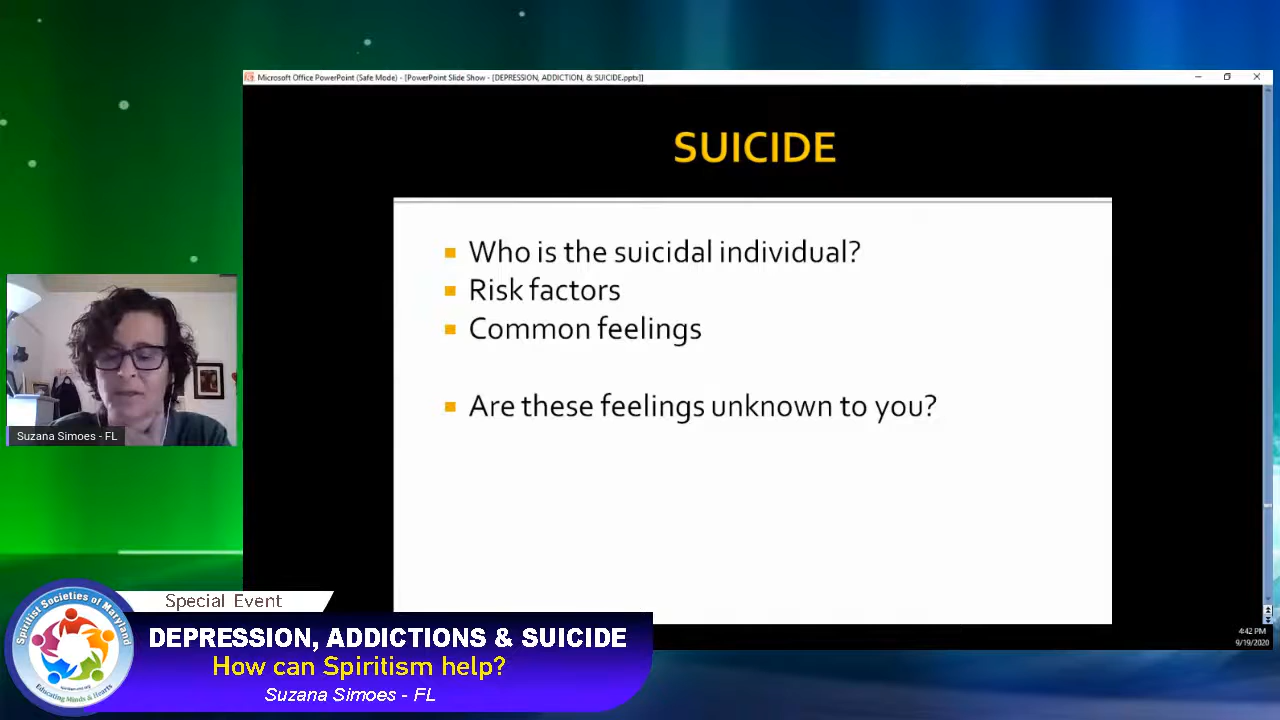 Microsoft Office PowerPoint (Safe Mode) - [PowerPoint Slide Show - [DEPRESSION, ADDICTION, & SUICIDE.pptx]]
SUICIDE
Who is the suicidal individual?
Risk factors
Common feelings
Are these feelings unknown to you?
Suzana Simoes - FL
Special Event
DEPRESSION, ADDICTIONS & SUICIDE
How can Spiritism help?
Suzana Simoes - FL
Spiritist Societies of Maryland
Educating Minds & Hearts
4:42 PM
9/19/2020